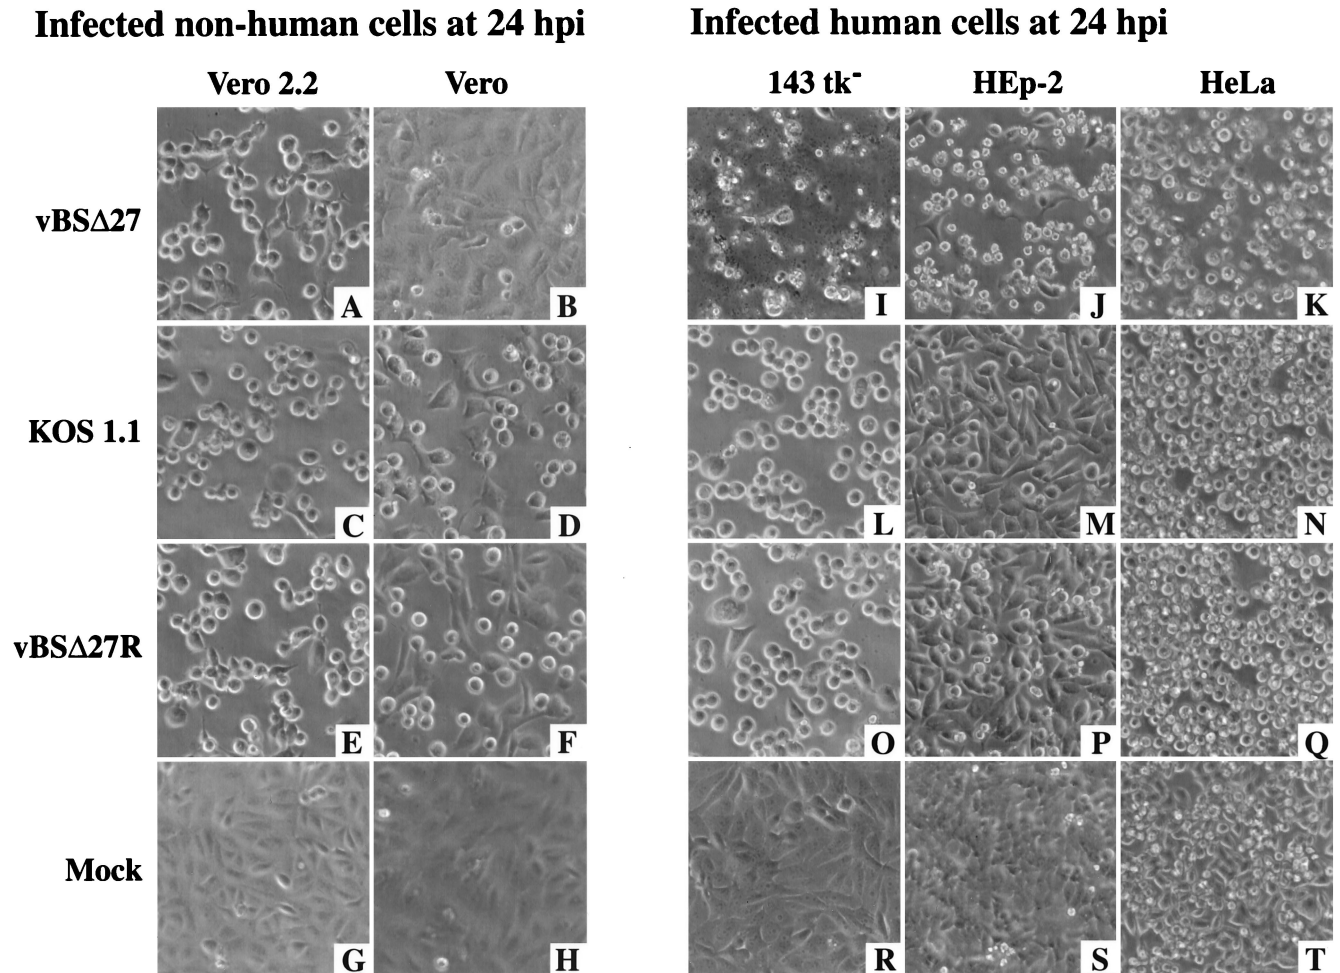 Infected non-human cells at 24 hpi
Infected human cells at 24 hpi
Vero 2.2
Vero
143 tk-
HEp-2
HeLa
vBSΔ27
A
B
I
J
K
KOS 1.1
C
D
L
M
N
vBSΔ27R
E
F
O
P
Q
Mock
G
H
R
S
T